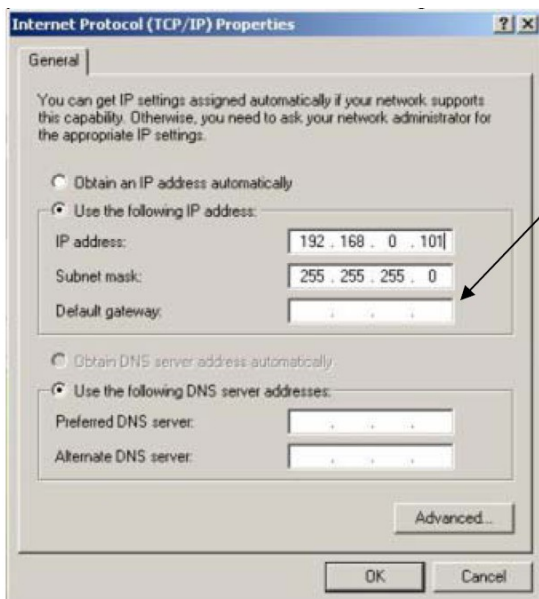 Internet Protocol (TCP/IP) Properties
General
You can get IP settings assigned automatically if your network supports
this capability. Otherwise, you need to ask your network administrator for
the appropriate IP settings.
Obtain an IP address automatically
Use the following IP address:
IP address: 192 . 168 . 0 . 101
Subnet mask: 255 . 255 . 255 . 0
Default gateway: . . .
Obtain DNS server address automatically
Use the following DNS server addresses:
Preferred DNS server: . . .
Alternate DNS server: . . .
Advanced...
OK Cancel